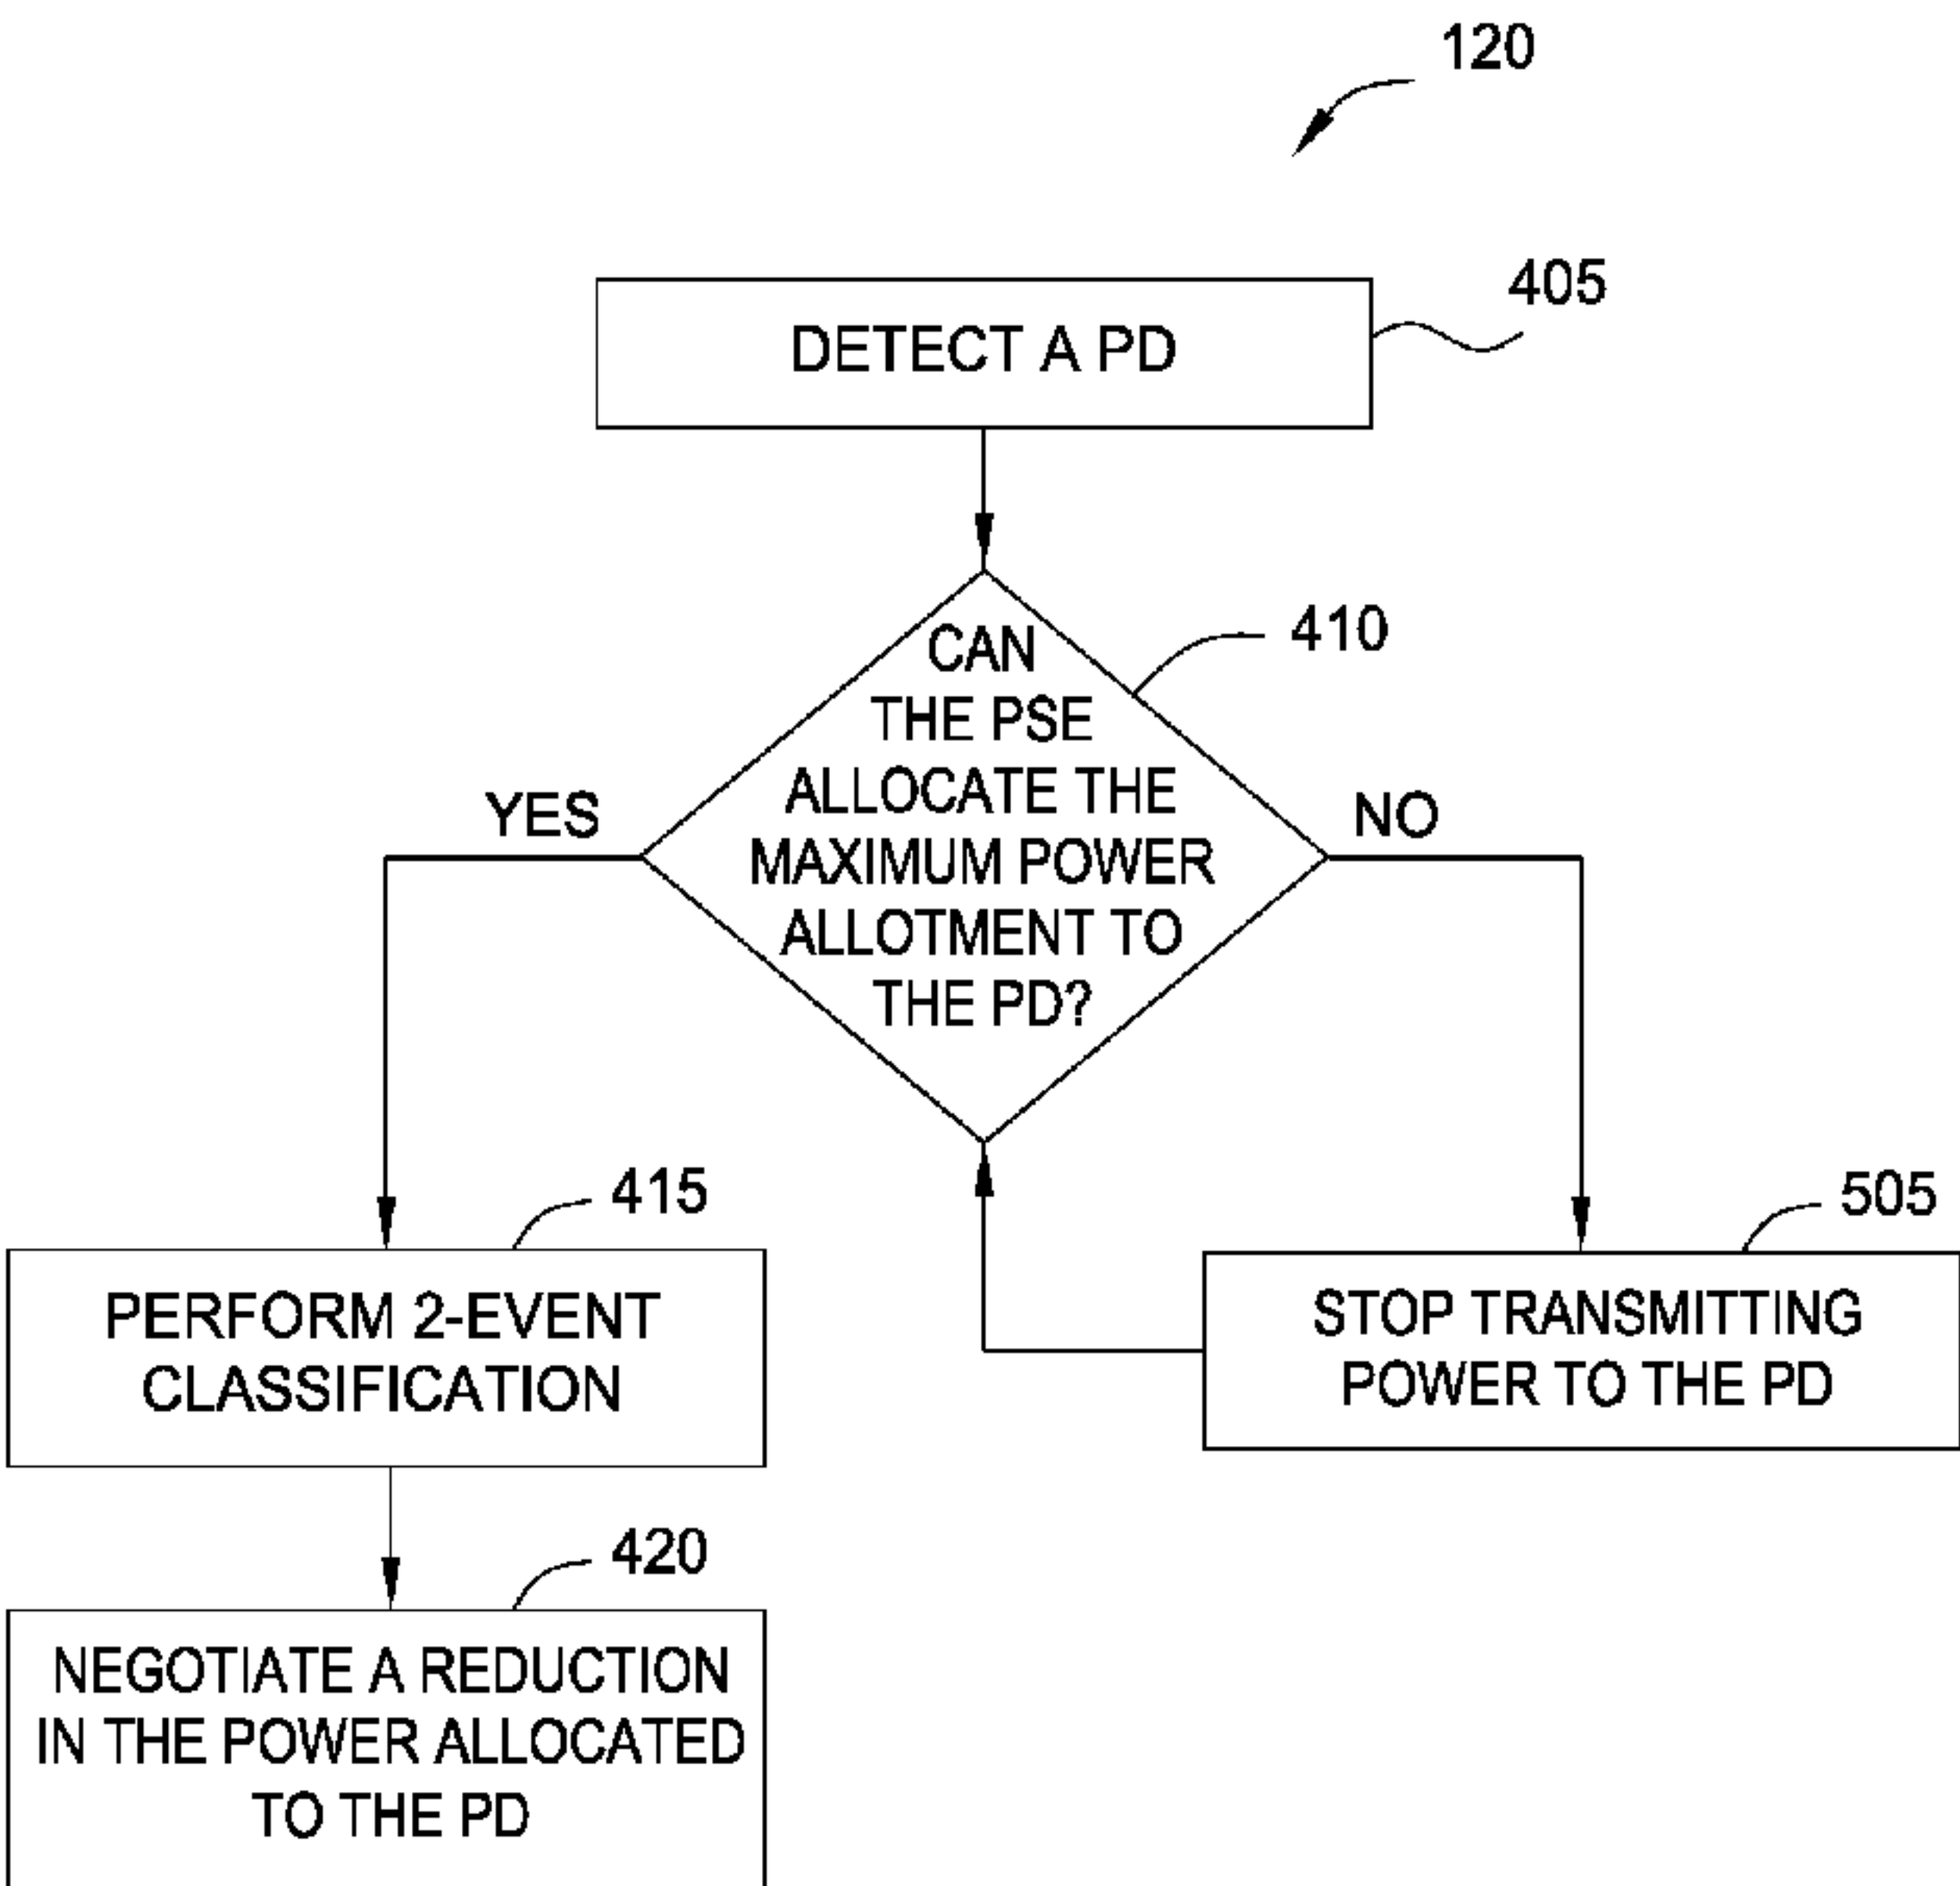 120
DETECT A PD
405
CAN
THE PSE
ALLOCATE THE
MAXIMUM POWER
ALLOTMENT TO
THE PD?
410
YES
NO
415
PERFORM 2-EVENT
CLASSIFICATION
505
STOP TRANSMITTING
POWER TO THE PD
420
NEGOTIATE A REDUCTION
IN THE POWER ALLOCATED
TO THE PD